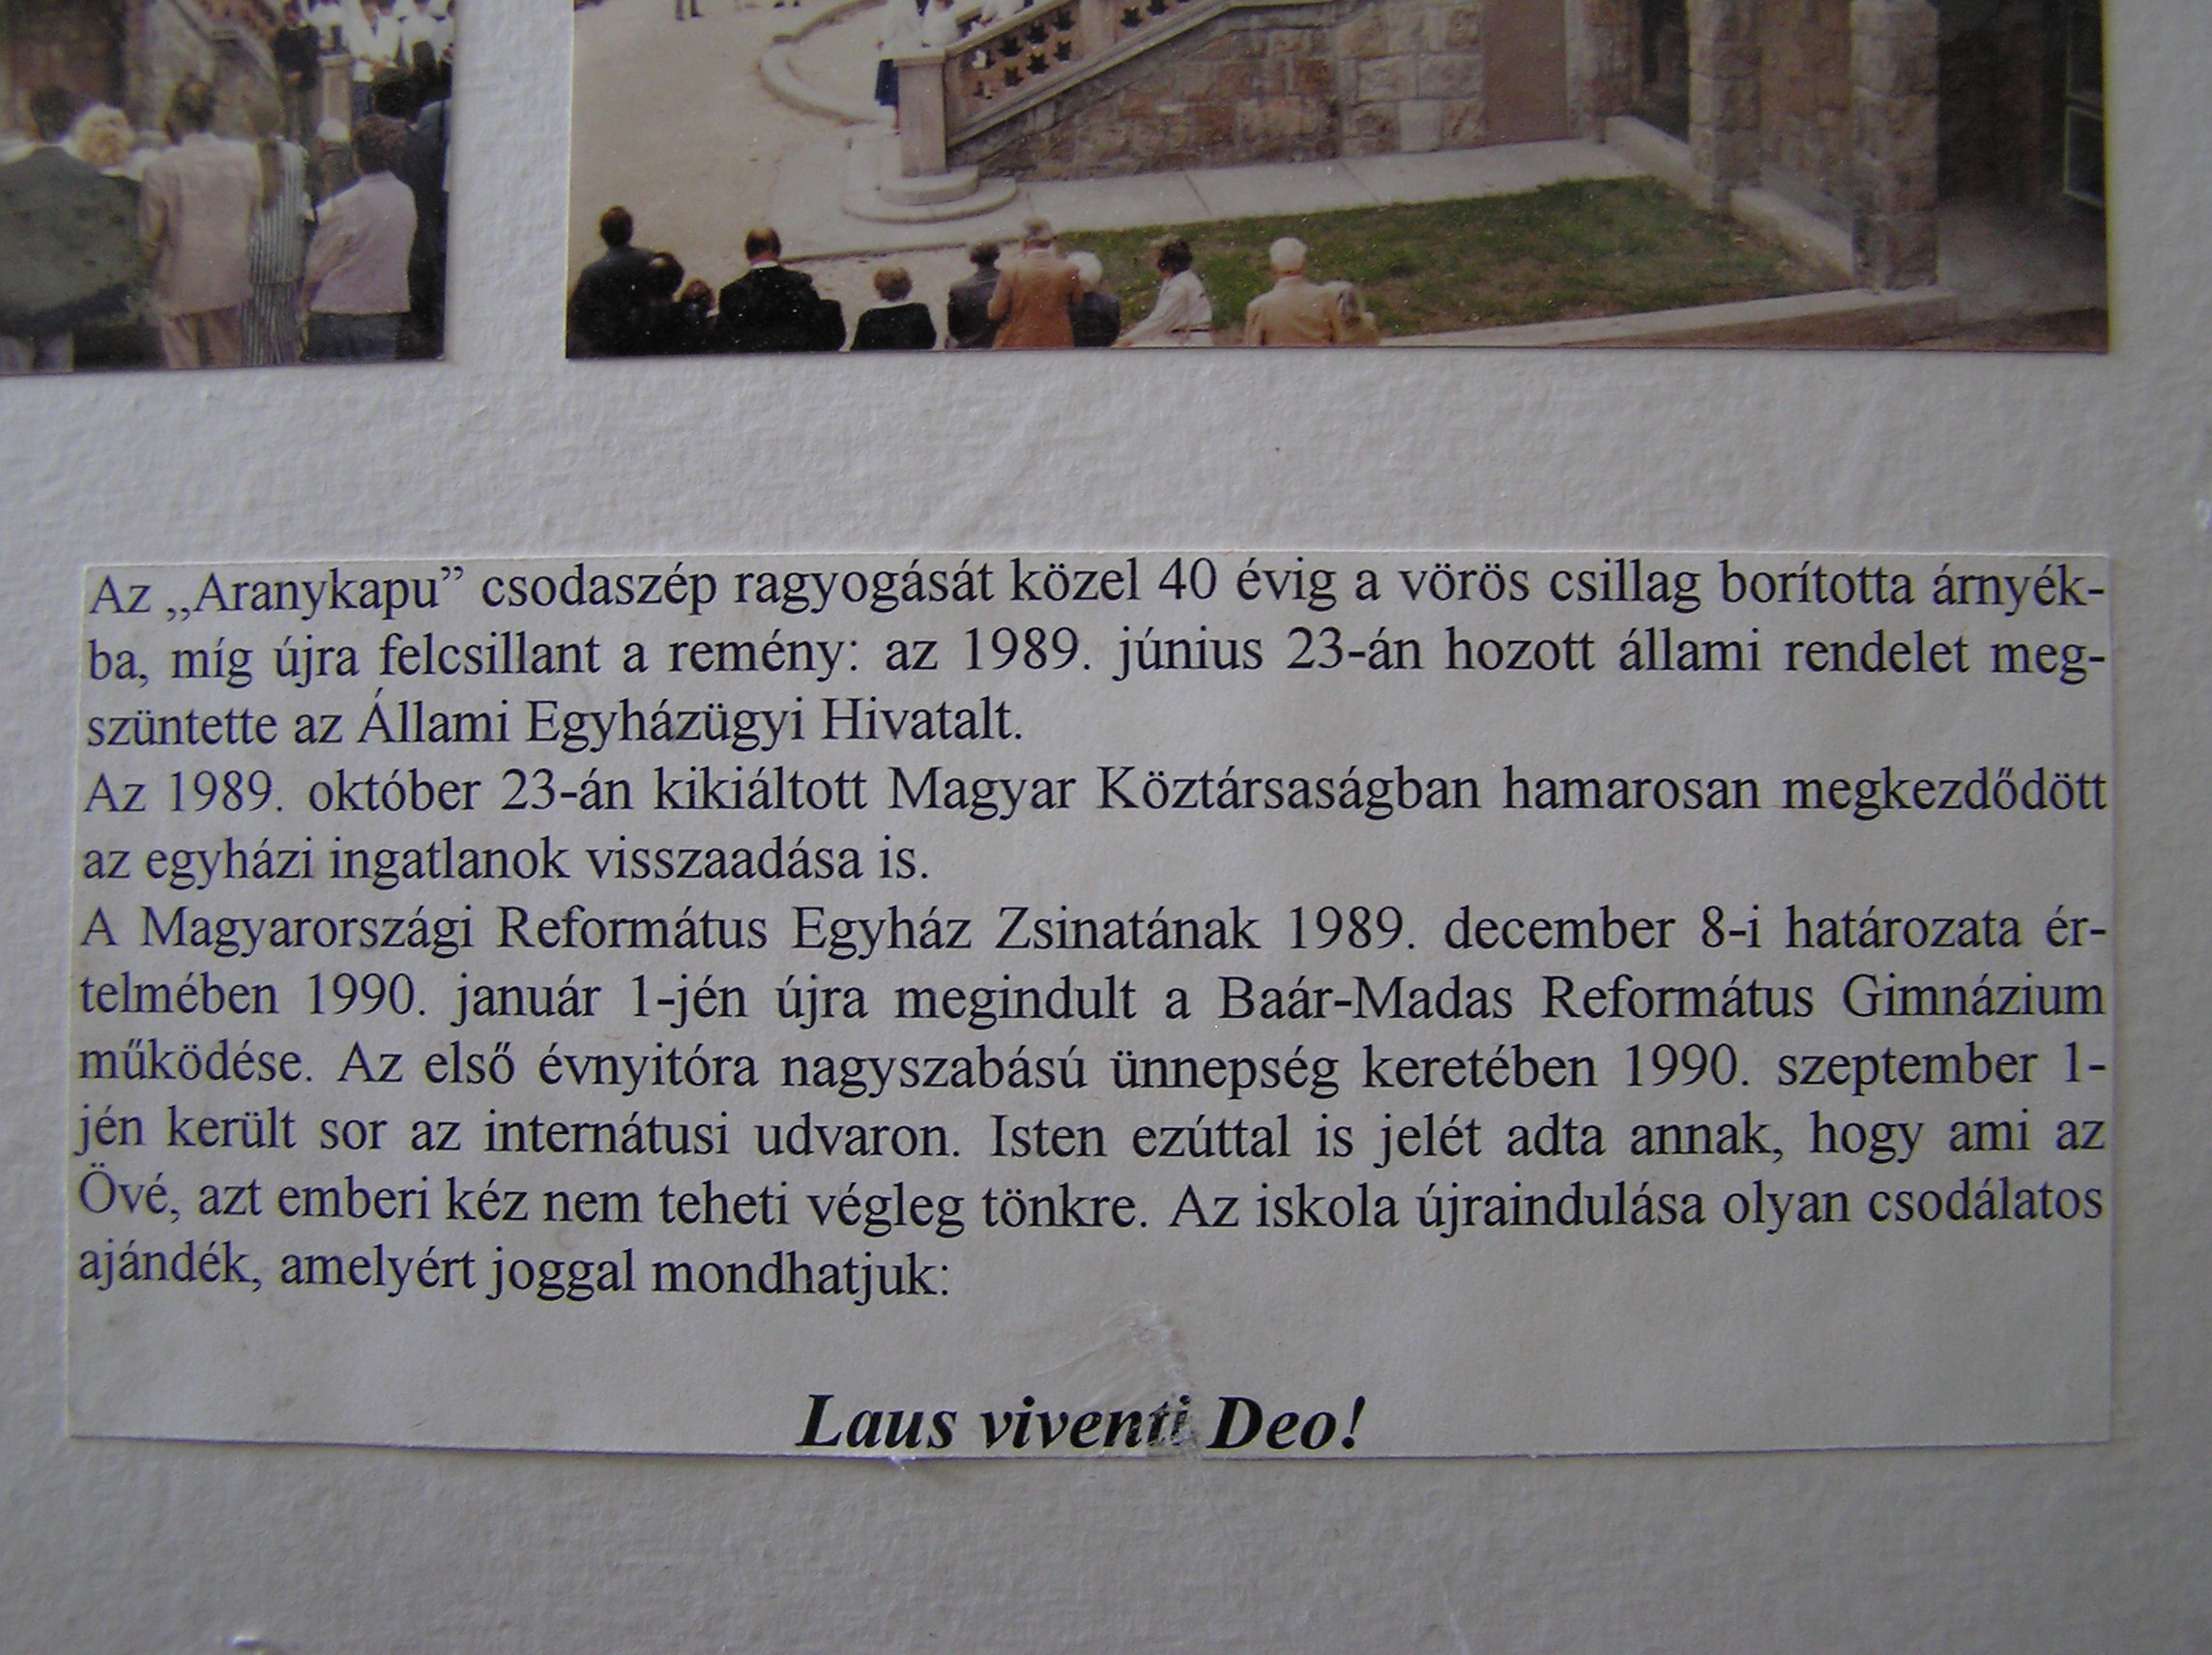 Az „Aranykapu” csodaszép ragyogását közel 40 évig a vörös csillag borította árnyék-
ba, míg újra felcsillant a remény: az 1989. június 23-án hozott állami rendelet meg-
szüntette az Állami Egyházügyi Hivatalt.
Az 1989. október 23-án kikiáltott Magyar Köztársaságban hamarosan megkezdődött
az egyházi ingatlanok visszaadása is.
A Magyarországi Református Egyház Zsinatának 1989. december 8-i határozata ér-
telmében 1990. január 1-jén újra megindult a Baár-Madas Református Gimnázium
működése. Az első évnyitóra nagyszabású ünnepség keretében 1990. szeptember 1-
jén került sor az internátusi udvaron. Isten ezúttal is jelét adta annak, hogy ami az
Övé, azt emberi kéz nem teheti végleg tönkre. Az iskola újraindulása olyan csodálatos
ajándék, amelyért joggal mondhatjuk:
Laus viventi Deo!